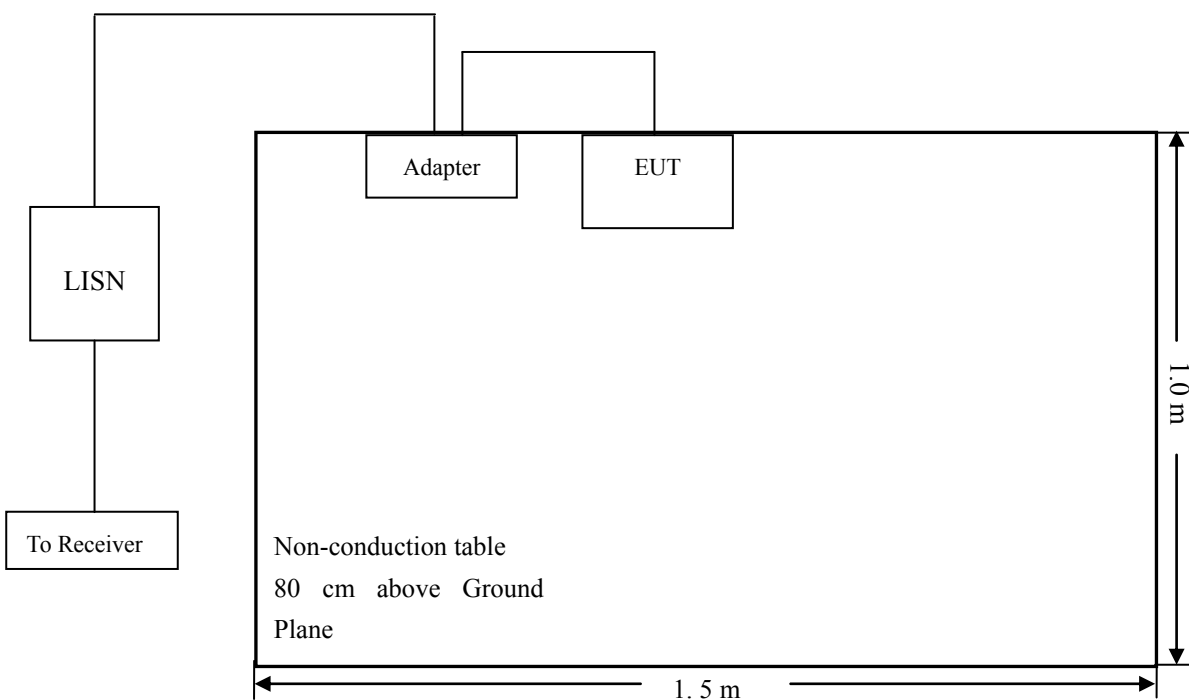 Adapter
EUT
LISN
1.0 m
To Receiver
Non-conduction table
80 cm above Ground
Plane
1. 5 m